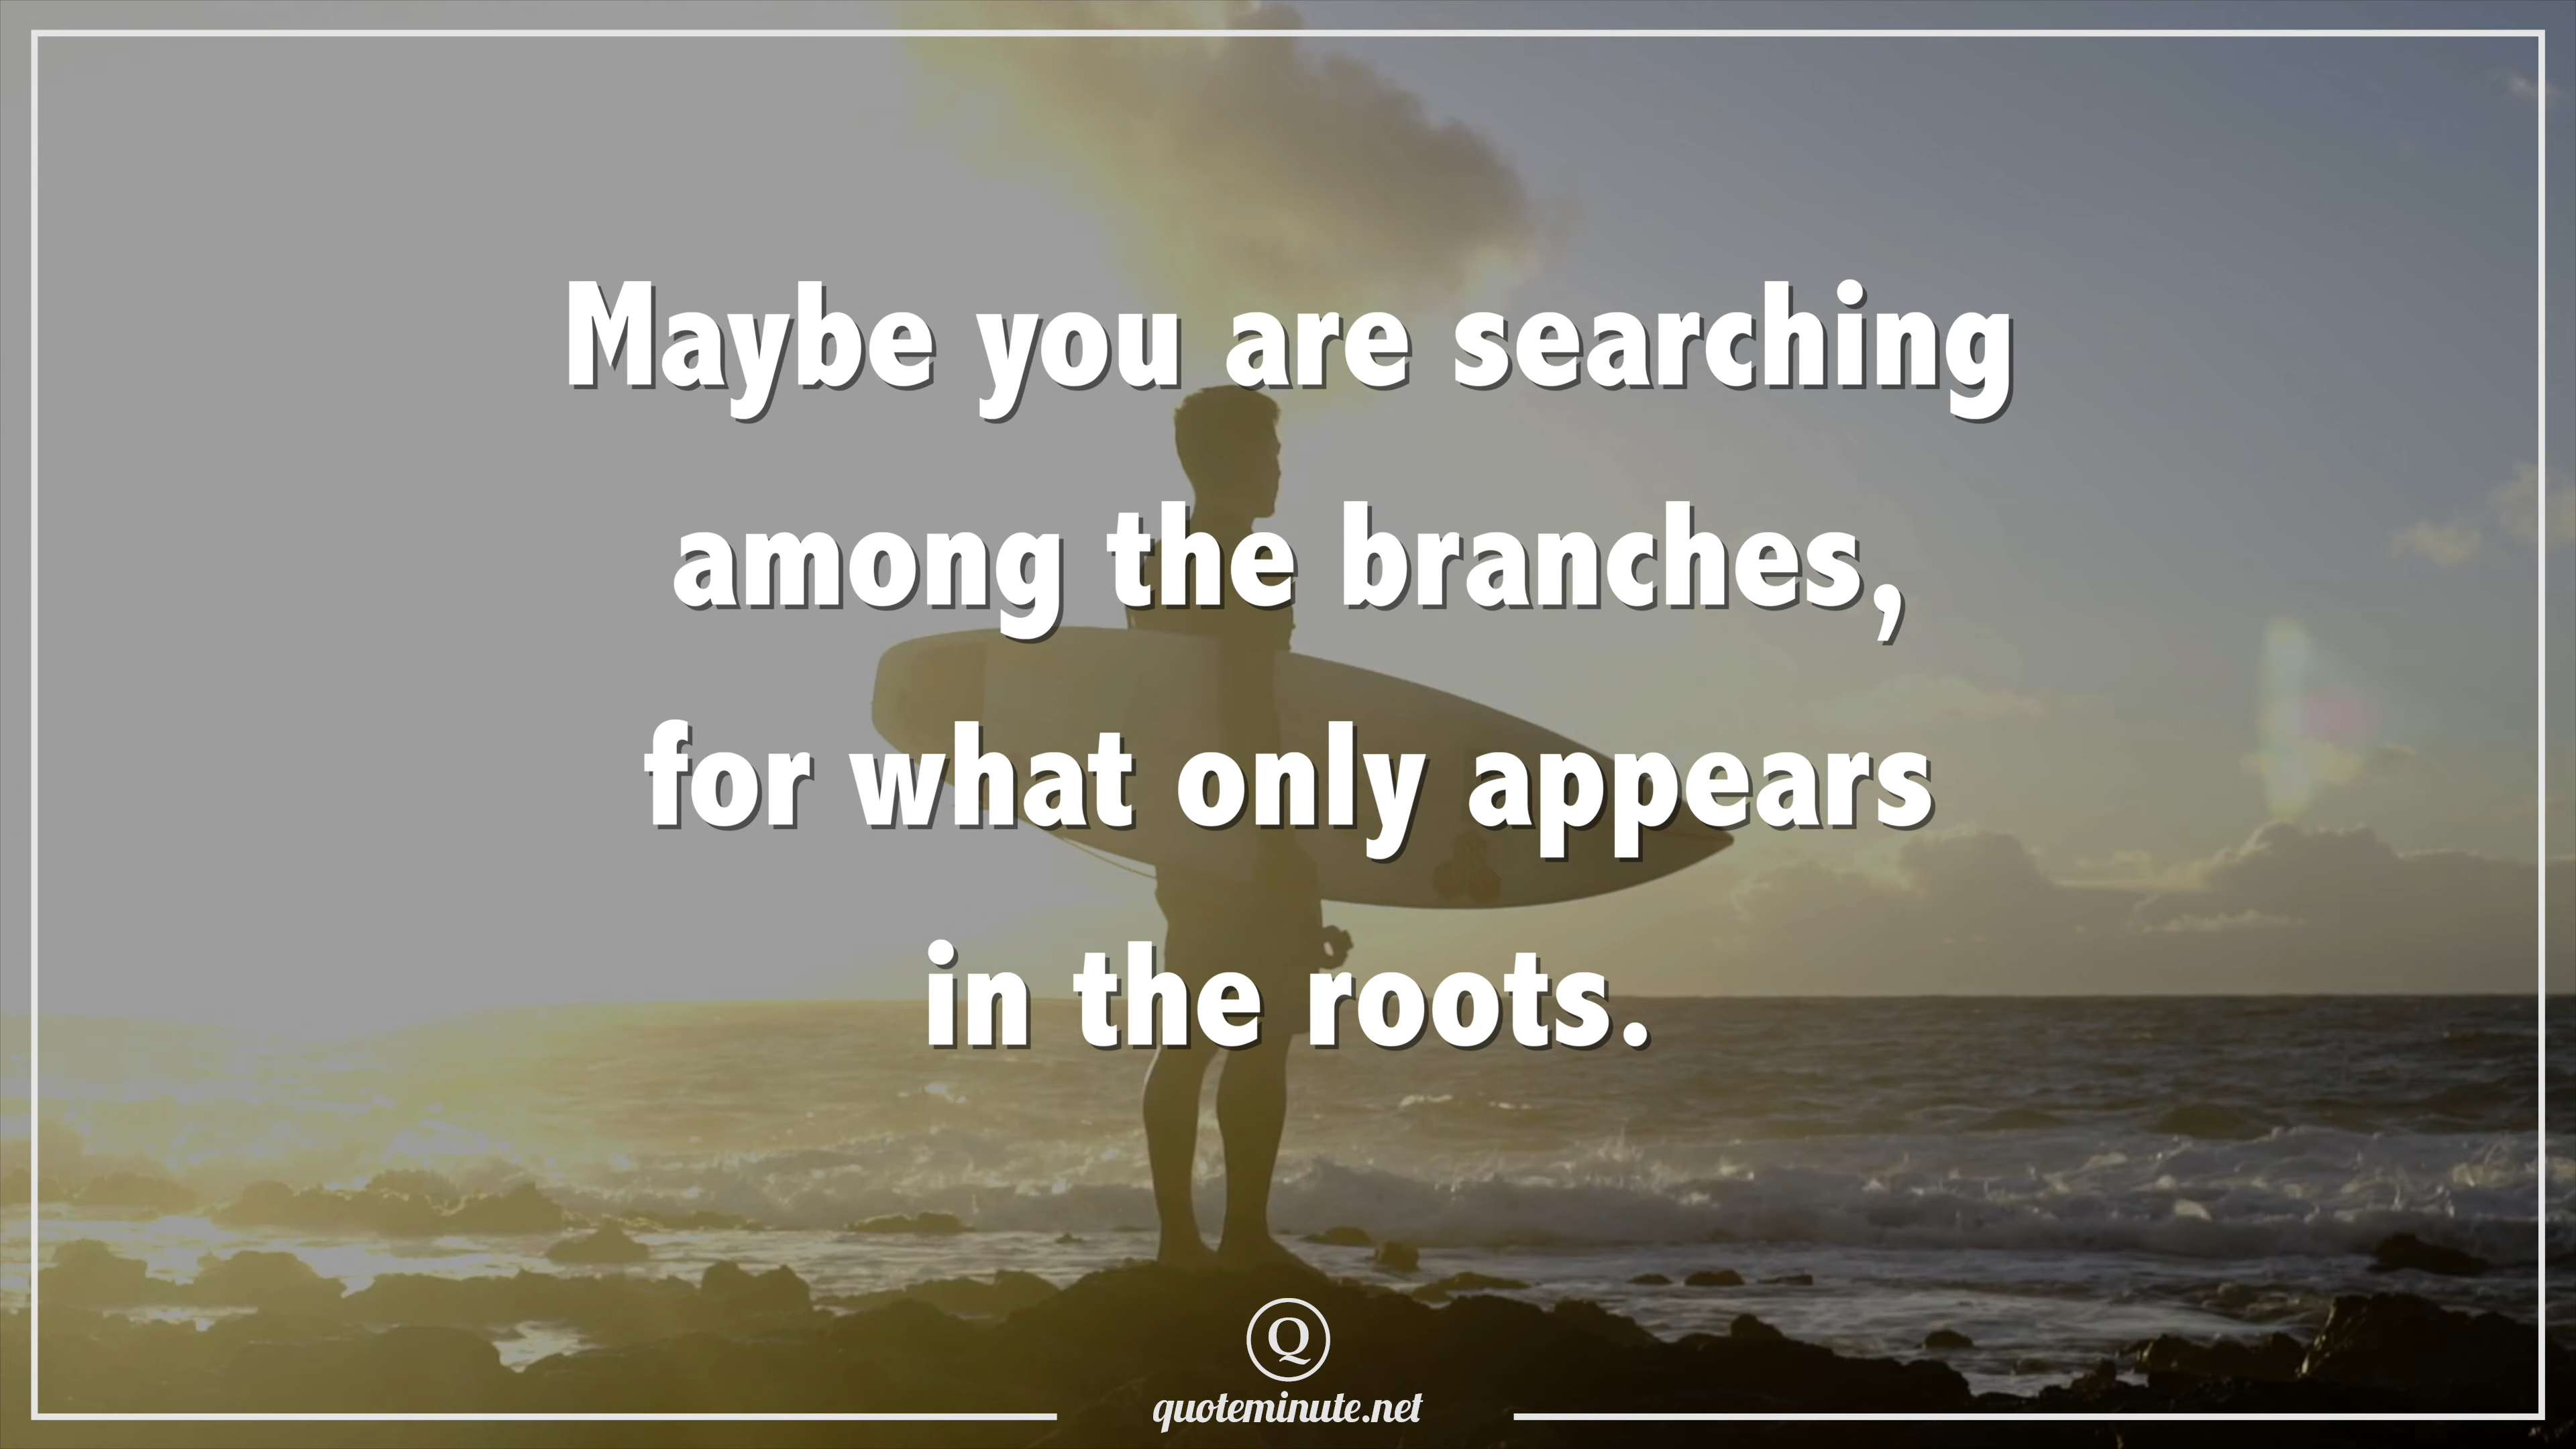 Maybe you are searching
among the branches,
for what only appears
in the roots.
Q
quoteminute.net